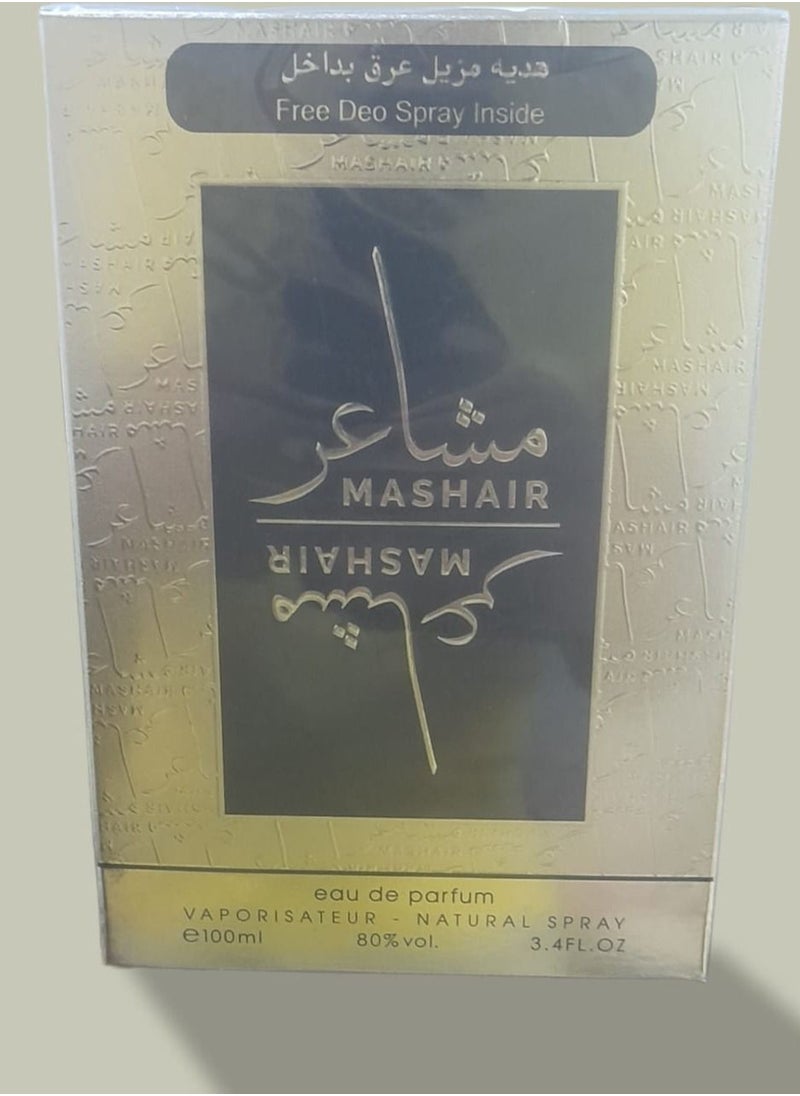 هديه مزيل عرق بداخل
Free Deo Spray Inside
مشاعر
MASHAIR
MASHAIR
مشاعر
eau de parfum
VAPORISATEUR - NATURAL SPRAY
e100ml 80%vol. 3.4FL.OZ